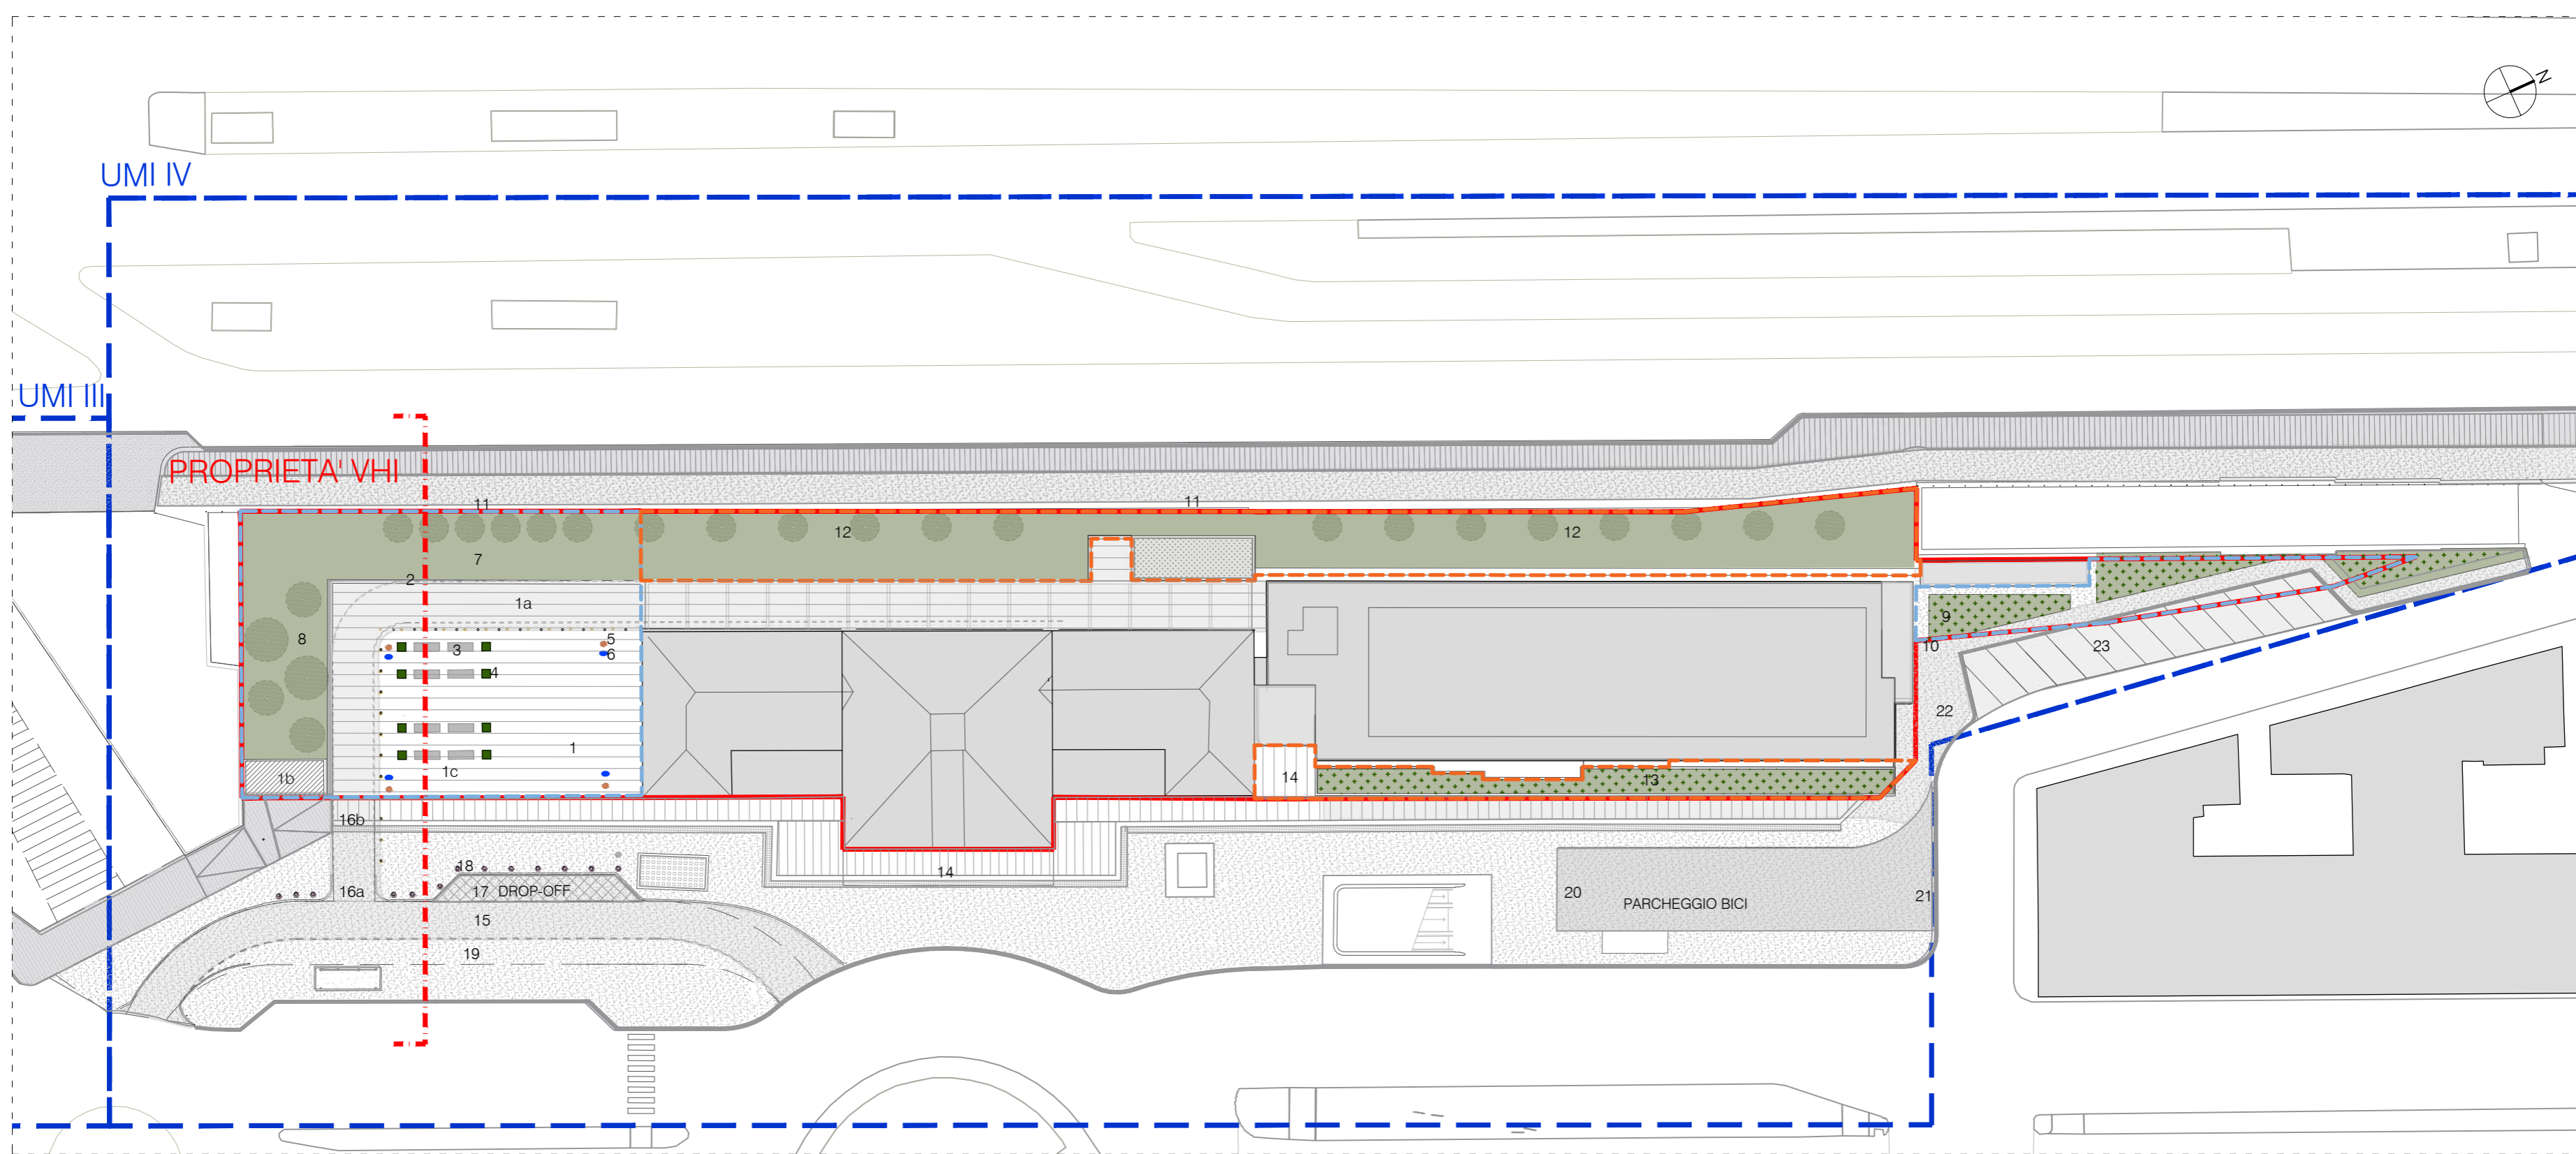 N
UMI IV
UMI III
PROPRIETA' VHI
11
11
12
12
7
2
1a
8
5
3
6
4
9
10
23
22
1
1c
1b
14
13
16b
18
14
16a
17 DROP-OFF
20
PARCHEGGIO BICI
21
15
19